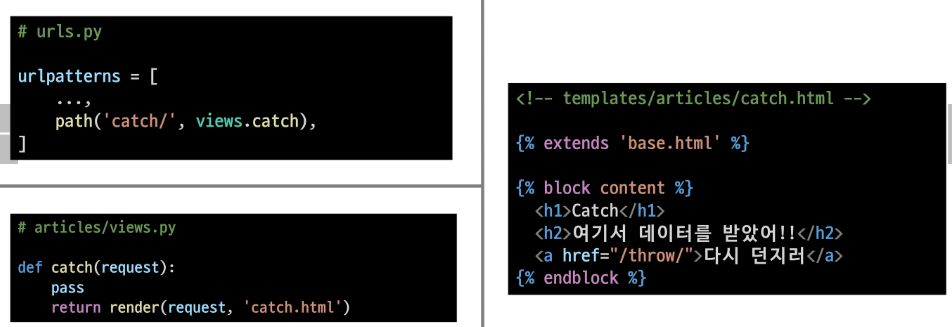 # urls.py
urlpatterns = [
...,
path('catch/', views.catch),
]
# articles/views.py
def catch(request):
pass
return render(request, 'catch.html')
<!-- templates/articles/catch.html -->
{% extends 'base.html' %}
{% block content %}
<h1>Catch</h1>
<h2>여기서 데이터를 받았어!!</h2>
<a href="/throw/">다시 던지러</a>
{% endblock %}